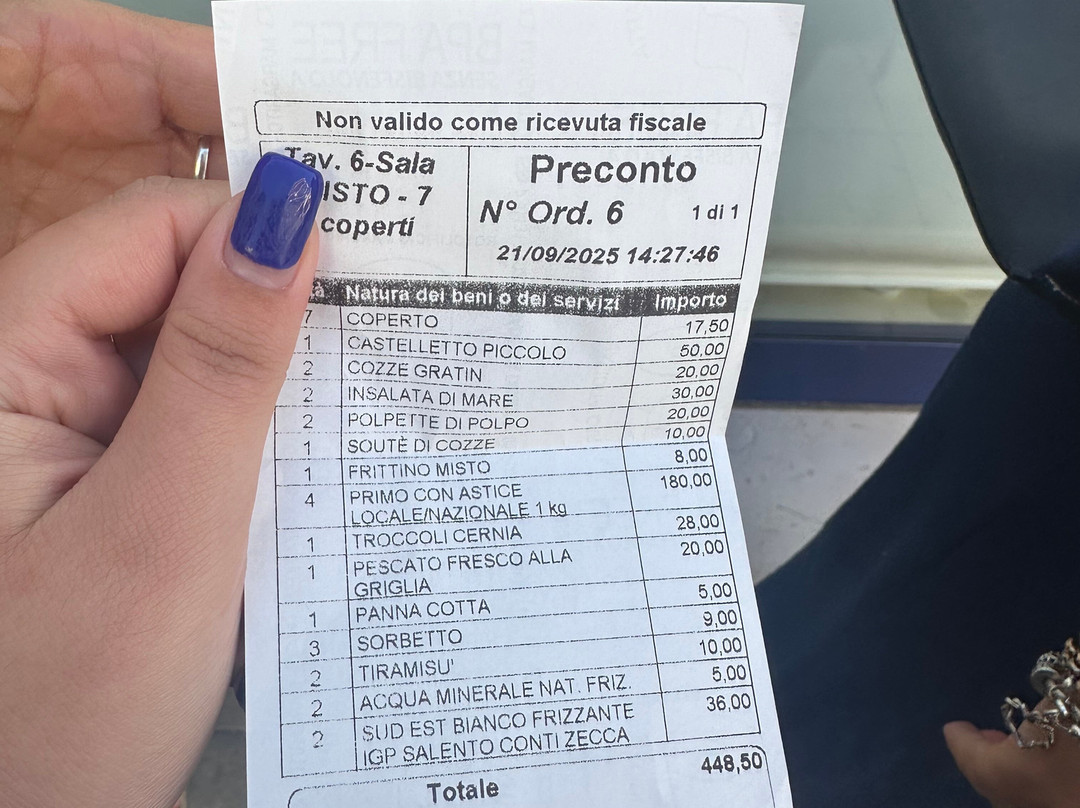 Non valido come ricevuta fiscale
Tav. 6-Sala
ISTO - 7
coperti
Preconto
N° Ord. 6 1 di 1
21/09/2025 14:27:46
à Natura dei beni o dei servizi Importo
7 COPERTO 17,50
1 CASTELLETTO PICCOLO 50,00
2 COZZE GRATIN 20,00
2 INSALATA DI MARE 30,00
2 POLPETTE DI POLPO 20,00
1 SOUTÈ DI COZZE 10,00
1 FRITTINO MISTO 8,00
4 PRIMO CON ASTICE 180,00
LOCALE/NAZIONALE 1 kg
1 TROCCOLI CERNIA 28,00
1 PESCATO FRESCO ALLA 20,00
GRIGLIA
1 PANNA COTTA 5,00
3 SORBETTO 9,00
2 TIRAMISU' 10,00
2 ACQUA MINERALE NAT. FRIZ. 5,00
2 SUD EST BIANCO FRIZZANTE 36,00
IGP SALENTO CONTI ZECCA
Totale 448,50